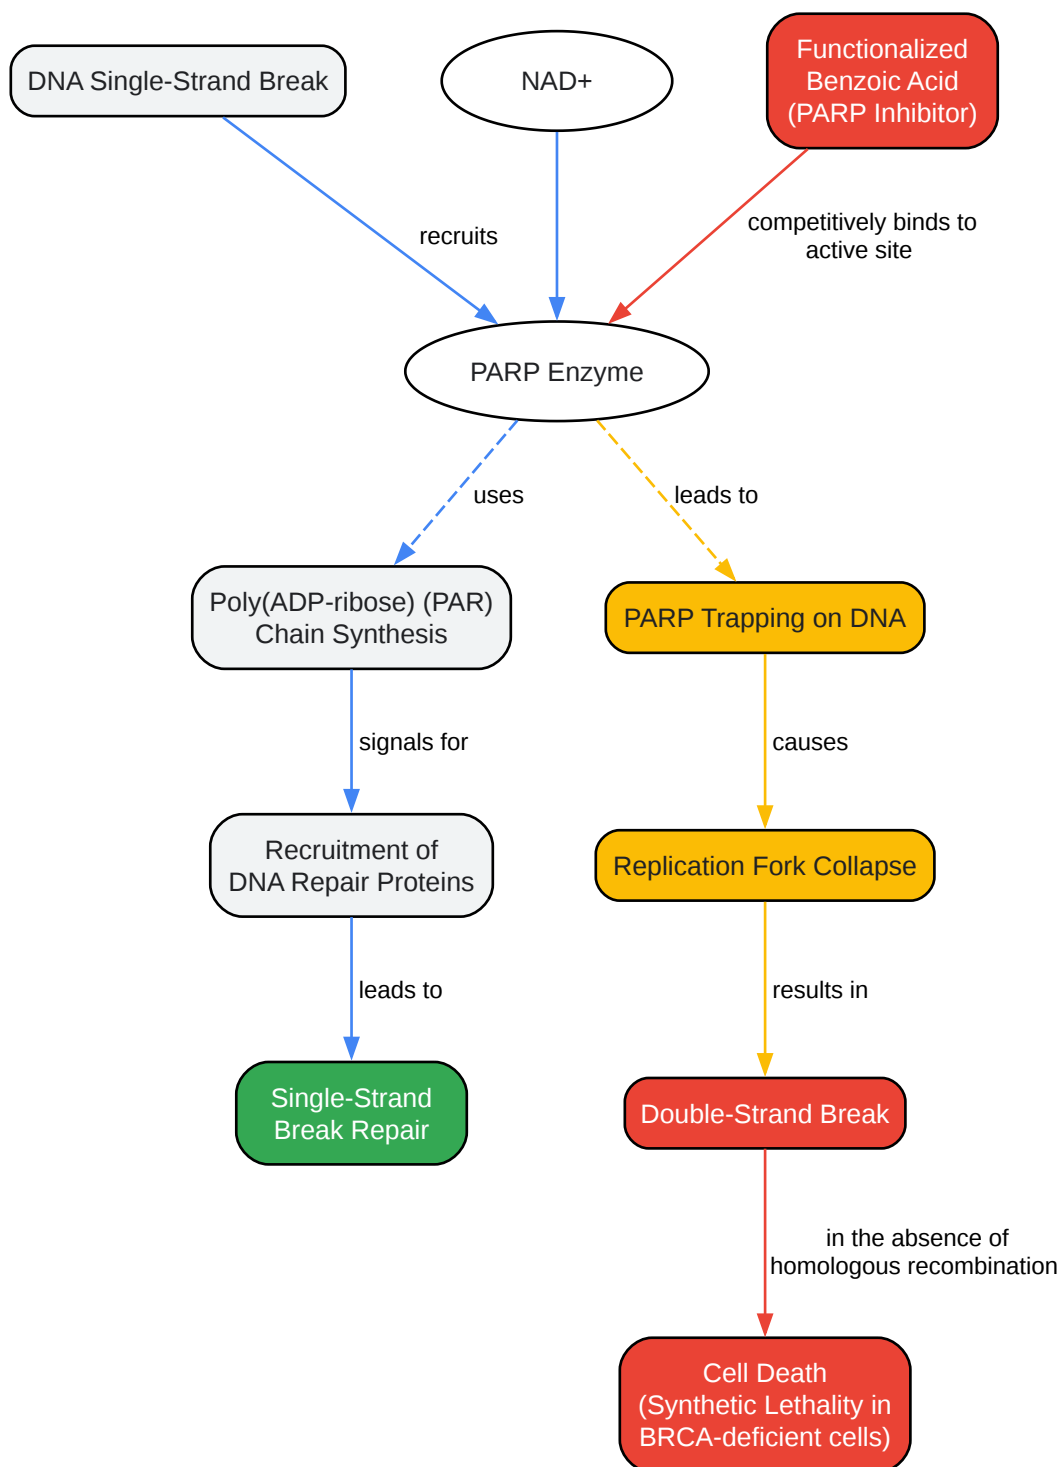 DNA Single-Strand Break
NAD+
Functionalized
Benzoic Acid
(PARP Inhibitor)
recruits
competitively binds to
active site
PARP Enzyme
uses
leads to
Poly(ADP-ribose) (PAR)
Chain Synthesis
PARP Trapping on DNA
signals for
causes
Recruitment of
DNA Repair Proteins
Replication Fork Collapse
leads to
results in
Single-Strand
Break Repair
Double-Strand Break
in the absence of
homologous recombination
Cell Death
(Synthetic Lethality in
BRCA-deficient cells)